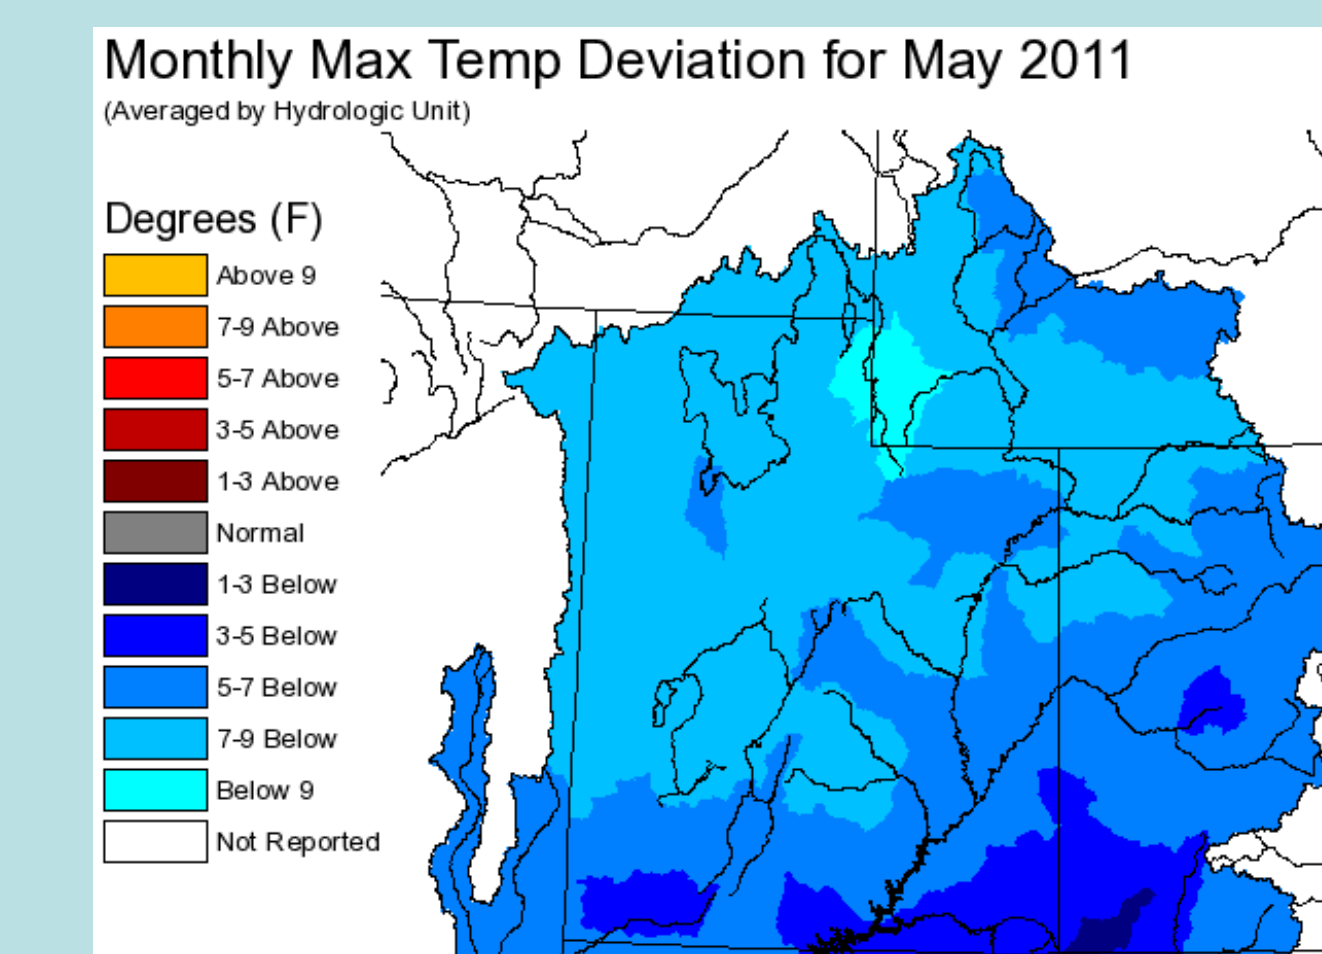 Monthly Max Temp Deviation for May 2011
(Averaged by Hydrologic Unit)
Degrees (F)
Above 9
7-9 Above
5-7 Above
3-5 Above
1-3 Above
Normal
1-3 Below
3-5 Below
5-7 Below
7-9 Below
Below 9
Not Reported